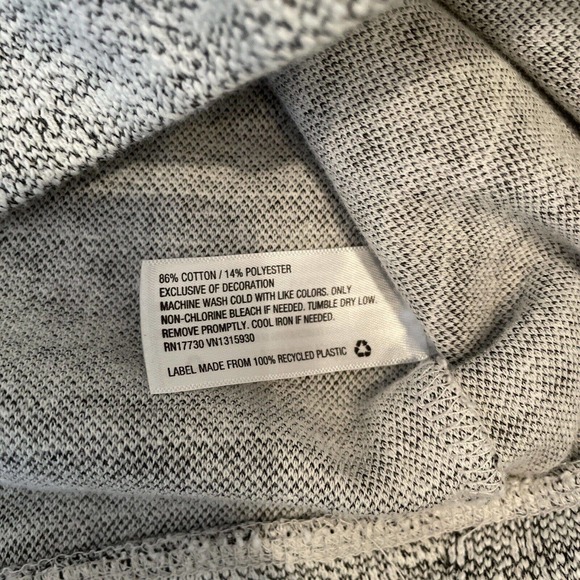 86% COTTON / 14% POLYESTER
EXCLUSIVE OF DECORATION
MACHINE WASH COLD WITH LIKE COLORS. ONLY
NON-CHLORINE BLEACH IF NEEDED. TUMBLE DRY LOW.
REMOVE PROMPTLY. COOL IRON IF NEEDED.
RN17730 VN1315930
LABEL MADE FROM 100% RECYCLED PLASTIC